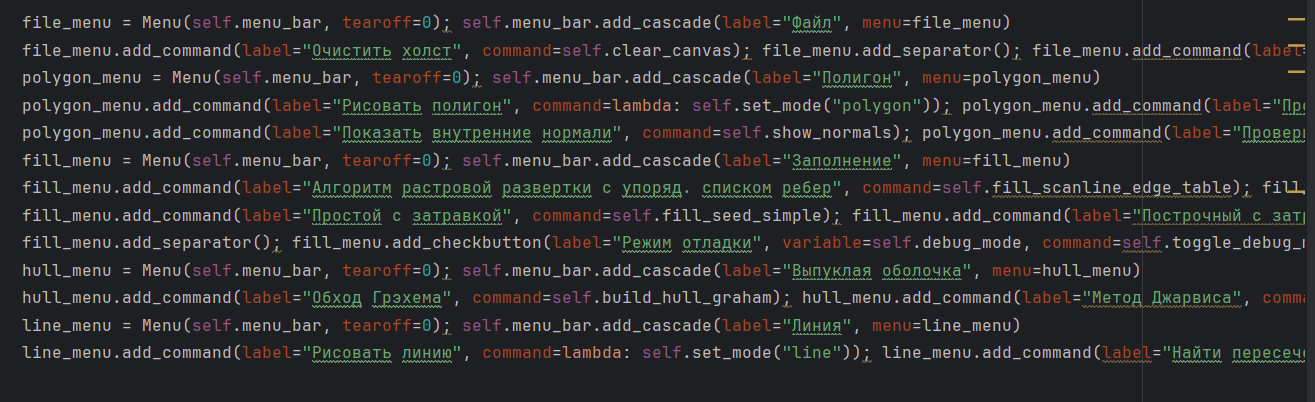 file_menu = Menu(self.menu_bar, tearoff=0); self.menu_bar.add_cascade(label="Файл", menu=file_menu)
file_menu.add_command(label="Очистить холст", command=self.clear_canvas); file_menu.add_separator(); file_menu.add_command(label=
polygon_menu = Menu(self.menu_bar, tearoff=0); self.menu_bar.add_cascade(label="Полигон", menu=polygon_menu)
polygon_menu.add_command(label="Рисовать полигон", command=lambda: self.set_mode("polygon")); polygon_menu.add_command(label="Про
polygon_menu.add_command(label="Показать внутренние нормали", command=self.show_normals); polygon_menu.add_command(label="Провер
fill_menu = Menu(self.menu_bar, tearoff=0); self.menu_bar.add_cascade(label="Заполнение", menu=fill_menu)
fill_menu.add_command(label="Алгоритм растровой развертки с упоряд. списком ребер", command=self.fill_scanline_edge_table); fill_
fill_menu.add_command(label="Простой с затравкой", command=self.fill_seed_simple); fill_menu.add_command(label="Построчный с затр
fill_menu.add_separator(); fill_menu.add_checkbutton(label="Режим отладки", variable=self.debug_mode, command=self.toggle_debug_m
hull_menu = Menu(self.menu_bar, tearoff=0); self.menu_bar.add_cascade(label="Выпуклая оболочка", menu=hull_menu)
hull_menu.add_command(label="Обход Грэхема", command=self.build_hull_graham); hull_menu.add_command(label="Метод Джарвиса", comma
line_menu = Menu(self.menu_bar, tearoff=0); self.menu_bar.add_cascade(label="Линия", menu=line_menu)
line_menu.add_command(label="Рисовать линию", command=lambda: self.set_mode("line")); line_menu.add_command(label="Найти пересеч